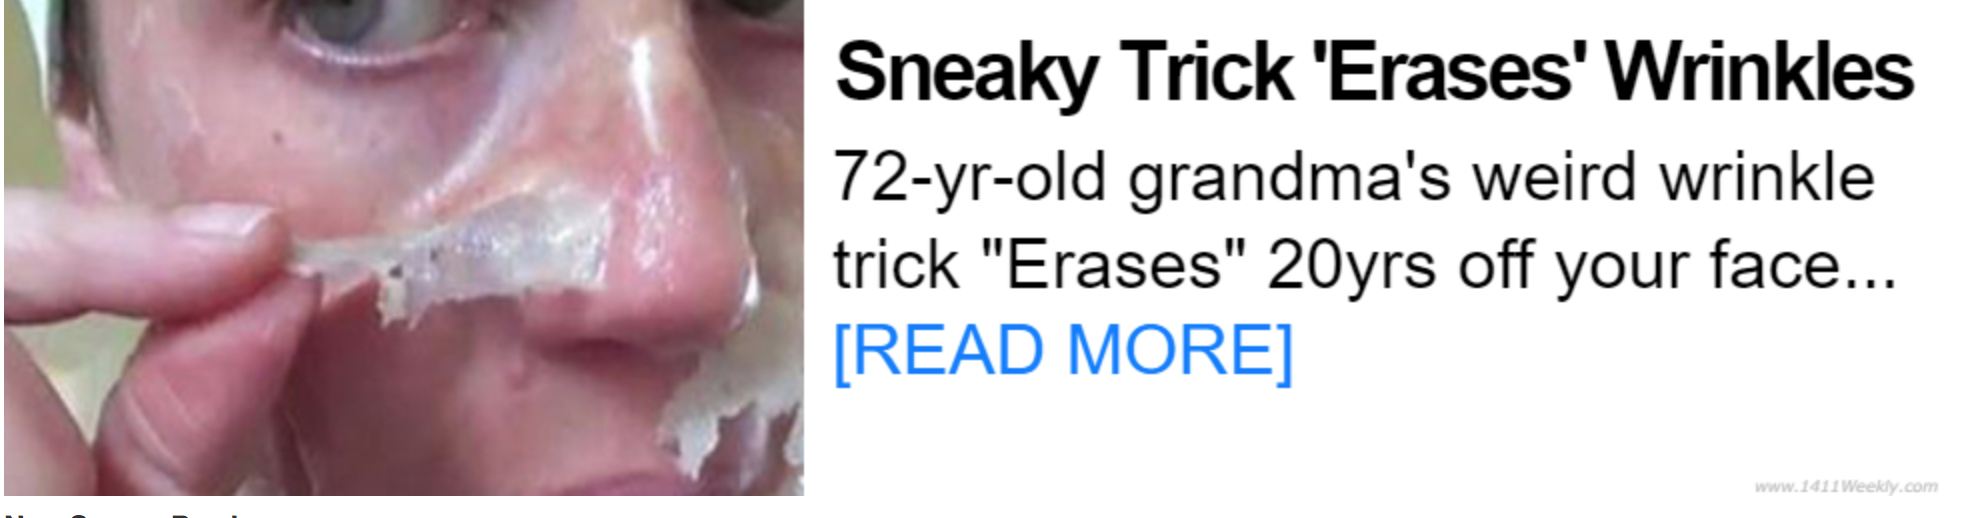 Sneaky Trick 'Erases' Wrinkles
72-yr-old grandma's weird wrinkle
trick "Erases" 20yrs off your face...
[READ MORE]
www.1411Weekly.com